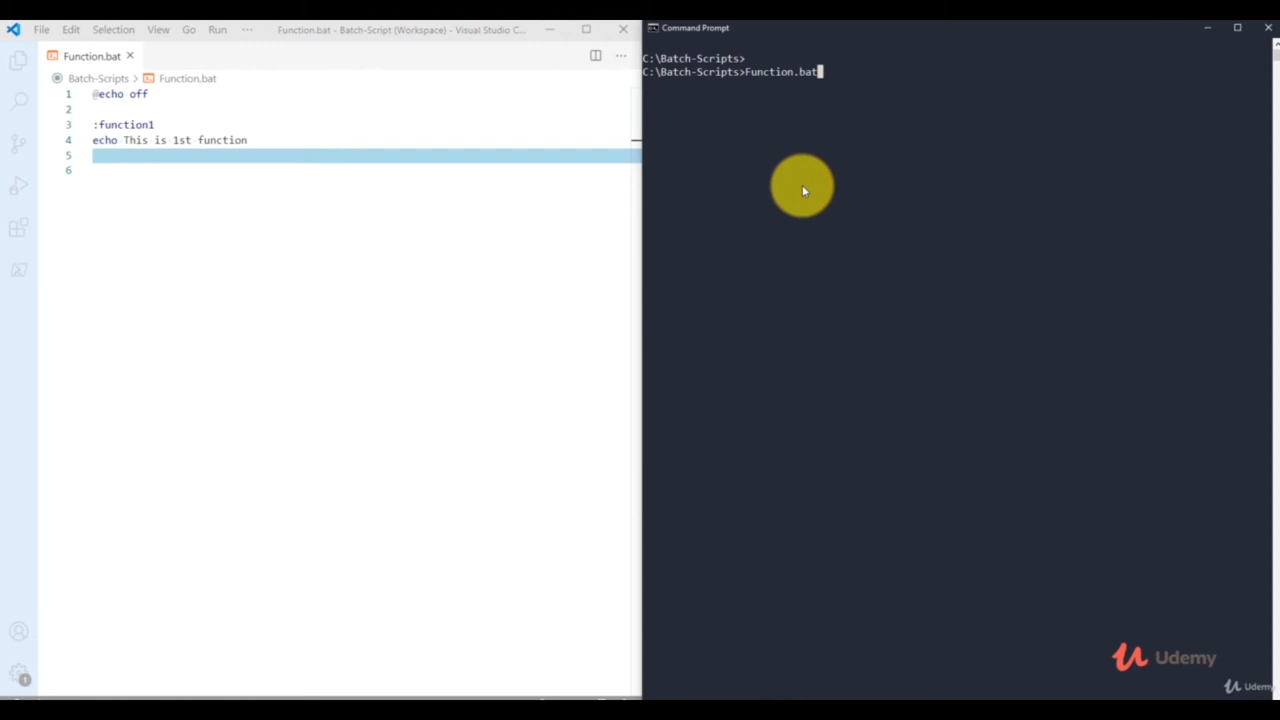 File Edit Selection View Go Run ··· Function.bat - Batch-Script (Workspace) - Visual Studio C...
Function.bat
Batch-Scripts > Function.bat
1 @echo off
2
3 :function1
4 echo This is 1st function
5
6
1
Command Prompt
C:\Batch-Scripts>
C:\Batch-Scripts>Function.bat
Udemy
Udemy